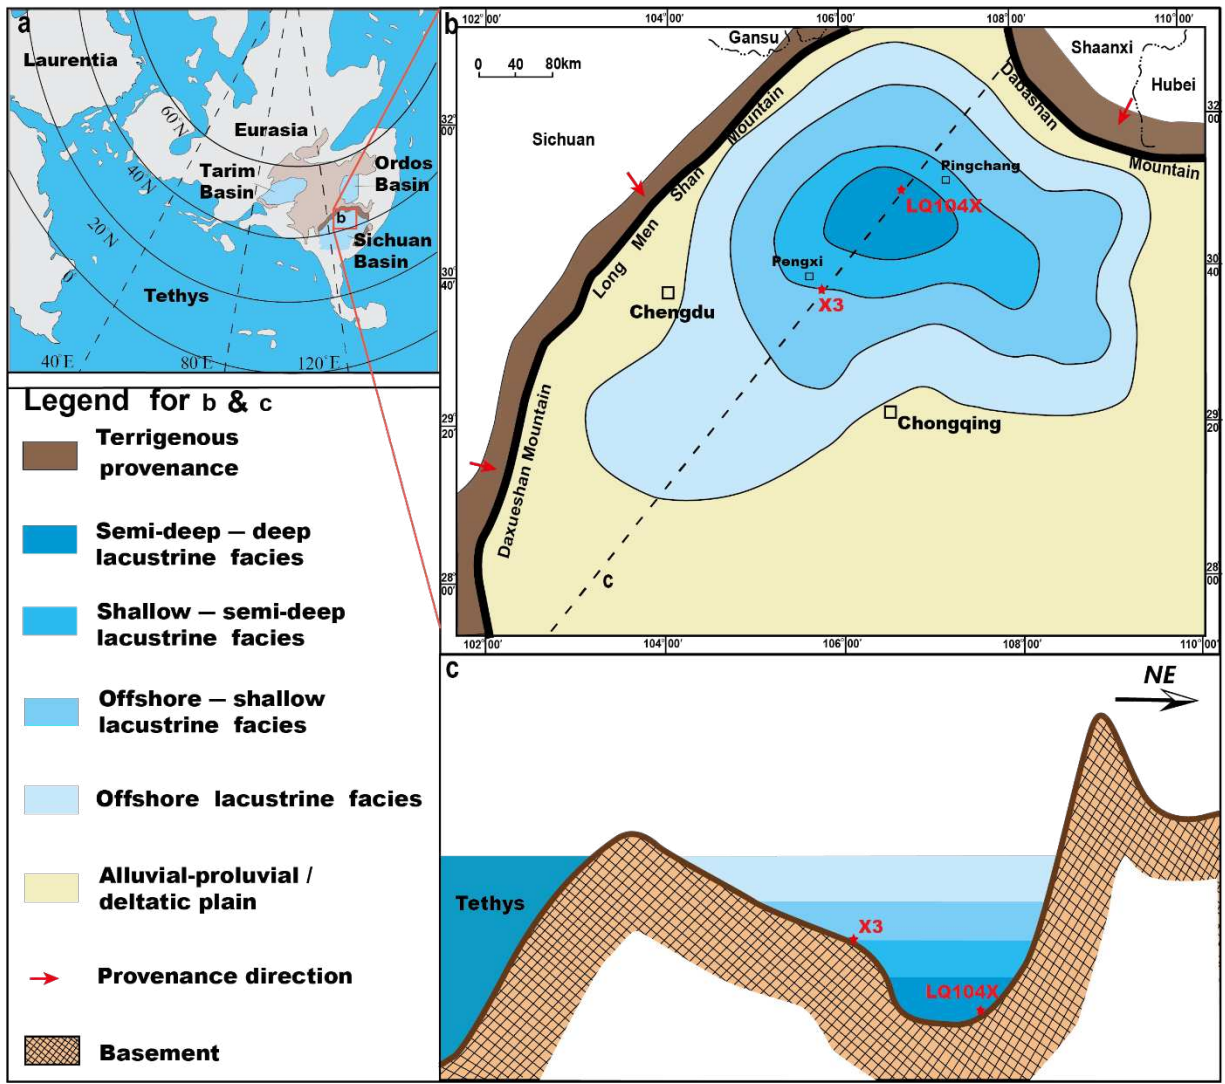 a
Laurentia
60 N
Eurasia
Tarim
Basin
Ordos
Basin
40 N
b
20 N
Sichuan
Basin
0
Tethys
40°E
80°E
120°E
b
102°00′
104°00′
106°00′
108°00′
110°00′
Gansu
Shaanxi
Hubei
0
40
80km
32°
00′
32°
00′
Sichuan
Dabashan
Mountain
Mountain
Shan
Men
Long
Pingchang
LQ104X
Pengxi
X3
30°
40′
30°
40′
Chengdu
Chongqing
29°
20′
29°
20′
Daxueshan Mountain
c
28°
00′
28°
00′
102°00′
104°00′
106°00′
108°00′
110°00′
Legend for b & c
Terrigenous
provenance
Semi-deep — deep
lacustrine facies
Shallow — semi-deep
lacustrine facies
Offshore — shallow
lacustrine facies
Offshore lacustrine facies
Alluvial-proluvial /
deltatic plain
Provenance direction
Basement
c
NE
Tethys
X3
LQ104X